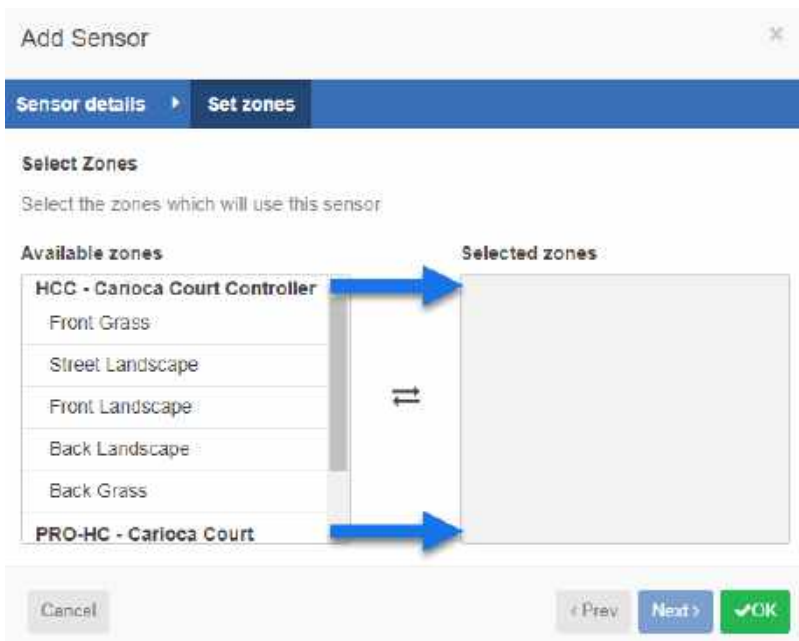 Add Sensor ×
Sensor details Set zones
Select Zones
Select the zones which will use this sensor
Available zones Selected zones
HCC - Carioca Court Controller
Front Grass
Street Landscape
Front Landscape
Back Landscape
Back Grass
PRO-HC - Carioca Court
Cancel ‹ Prev Next › ✔OK